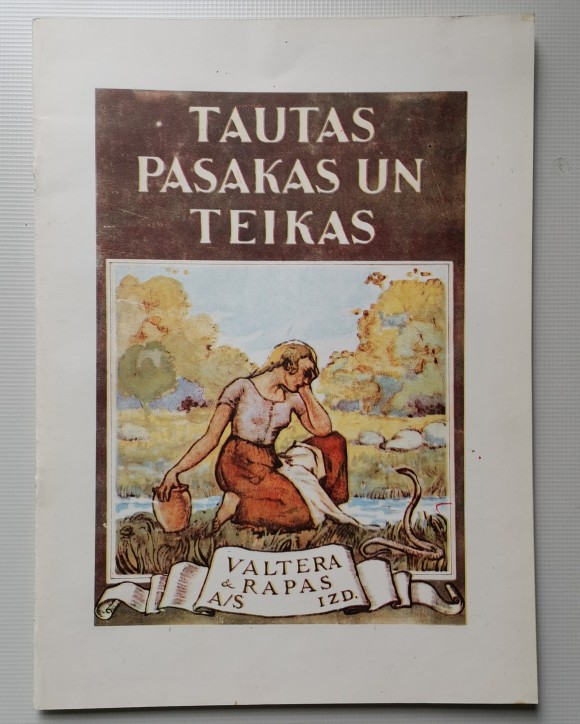 TAUTAS
PASAKAS UN
TEIKAS
VALTERA
& RAPAS
A/S IZD.